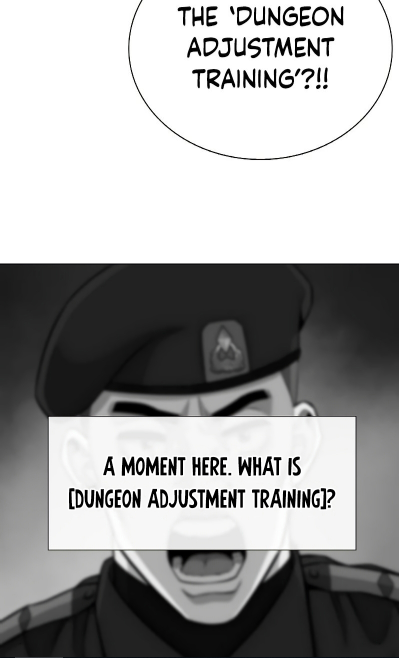 THE 'DUNGEON
ADJUSTMENT
TRAINING'?!!
A MOMENT HERE. WHAT IS
[DUNGEON ADJUSTMENT TRAINING]?